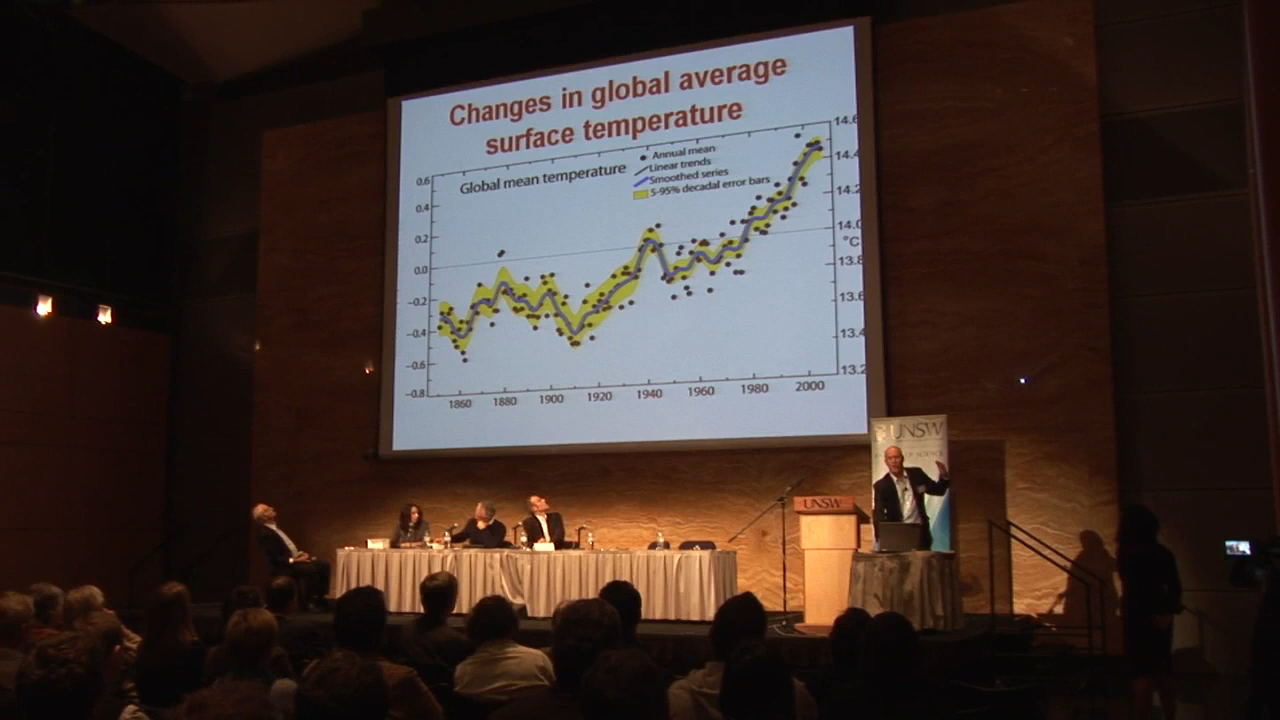 Changes in global average
surface temperature
Global mean temperature
Annual mean
Linear trends
Smoothed series
5-95% decadal error bars
0.6
0.4
0.2
0.0
−0.2
−0.4
−0.6
−0.8
14.6
14.4
14.2
14.0
°C
13.8
13.6
13.4
13.2
1860 1880 1900 1920 1940 1960 1980 2000
UNSW
UNSW